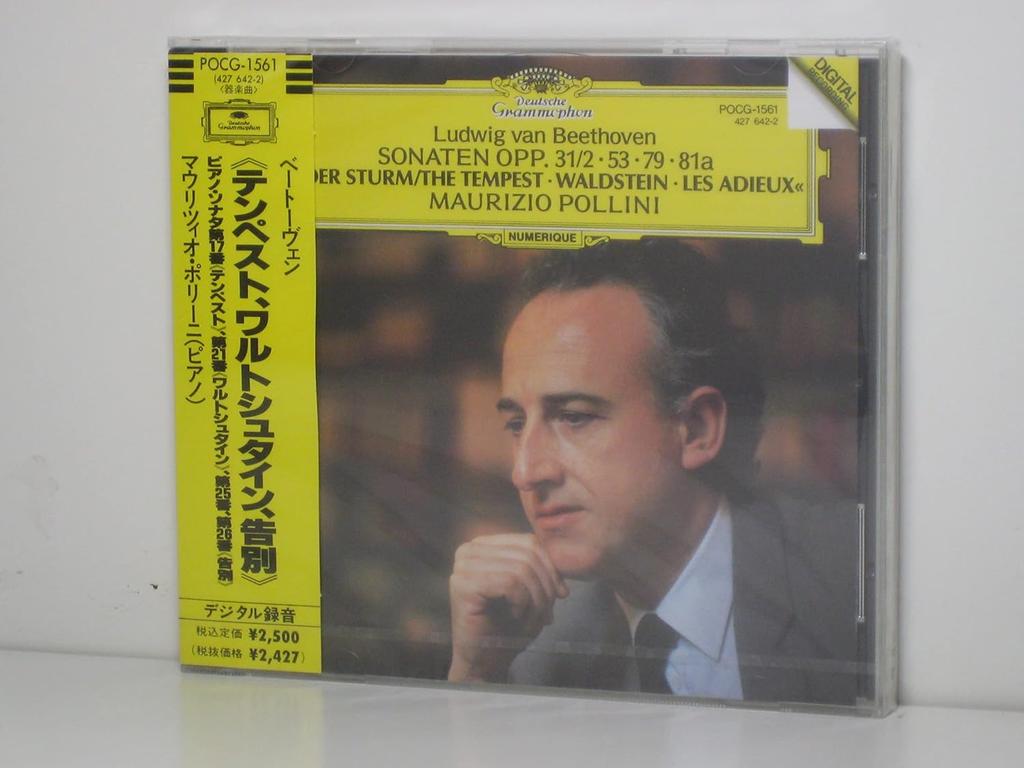 POCG-1561
(427 642-2)
〈器楽曲〉
Deutsche
Grammophon
ベートーヴェン
《テンペスト、ワルトシュタイン、告別》
ピアノ・ソナタ第17番《テンペスト》、第21番《ワルトシュタイン》、第25番、第26番《告別》
マウリツィオ・ポリーニ(ピアノ)
デジタル録音
税込定価 ¥2,500
(税抜価格 ¥2,427)
Deutsche
Grammophon
DIGITAL
RECORDING
POCG-1561
427 642-2
Ludwig van Beethoven
SONATEN OPP. 31/2 · 53 · 79 · 81a
DER STURM/THE TEMPEST · WALDSTEIN · LES ADIEUX«
MAURIZIO POLLINI
NUMERIQUE